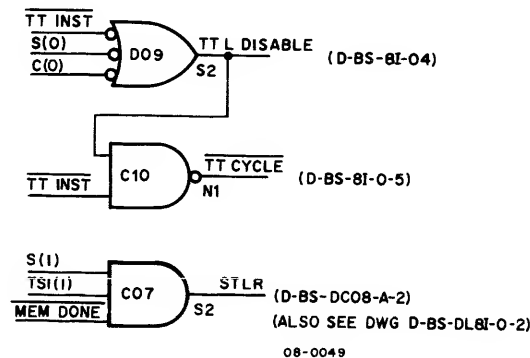 TT INST
S(0)
C(0)
D09
S2
TT L DISABLE
(D-BS-8I-04)
TT INST
C10
N1
TT CYCLE
(D-BS-8I-0-5)
S(1)
TS1(1)
MEM DONE
C07
S2
STLR
(D-BS-DC08-A-2)
(ALSO SEE DWG D-BS-DL8I-0-2)
08-0049